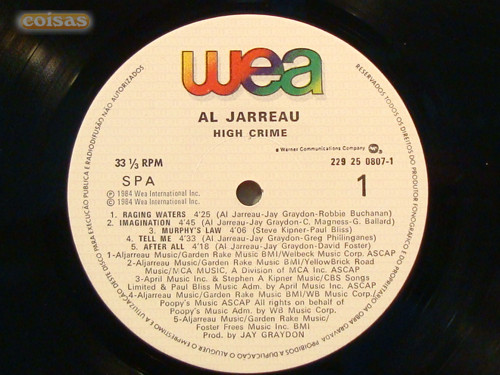 coisas
wea
AL JARREAU
HIGH CRIME
a Warner Communications Company
33 1/3 RPM
229 25 0807-1
SPA
1
Ⓟ 1984 Wea International Inc.
© 1984 Wea International Inc.
1. RAGING WATERS 4'25 (Al Jarreau-Jay Graydon-Robbie Buchanan)
2. IMAGINATION 4'45 (Al Jarreau-Jay Graydon-C. Magness-G. Ballard)
3. MURPHY'S LAW 4'06 (Steve Kipner-Paul Bliss)
4. TELL ME 4'33 (Al Jarreau-Jay Graydon-Greg Phillinganes)
5. AFTER ALL 4'18 (Al Jarreau-Jay Graydon-David Foster)
1-Aljarreau Music/Garden Rake Music BMI/Welbeck Music Corp. ASCAP
2-Aljarreau Music/Garden Rake Music BMI/YellowBrick Road
Music/MCA MUSIC, A Division of MCA Inc. ASCAP
3-April Music Inc. & Stephen A Kipner Music/CBS Songs
Limited & Paul Bliss Music Adm. by April Music Inc. ASCAP
4-Aljarreau Music/Garden Rake Music BMI/WB Music Corp./
Poopy's Music ASCAP All rights on behalf of
Poopy's Music Adm. by WB Music Corp.
5-Aljarreau Music/Garden Rake Music/
Foster Frees Music Inc. BMI
Prod. by JAY GRAYDON
RESERVADOS TODOS OS DIREITOS DO PRODUTOR FONOGRÁFICO E DO PROPRIETÁRIO DA OBRA GRAVADA PROIBIDOS A DUPLICAÇÃO O ALUGUER O EMPRÉSTIMO E A UTILIZAÇÃO DESTE DISCO PARA EXECUÇÃO PÚBLICA E RADIODIFUSÃO NÃO AUTORIZADOS